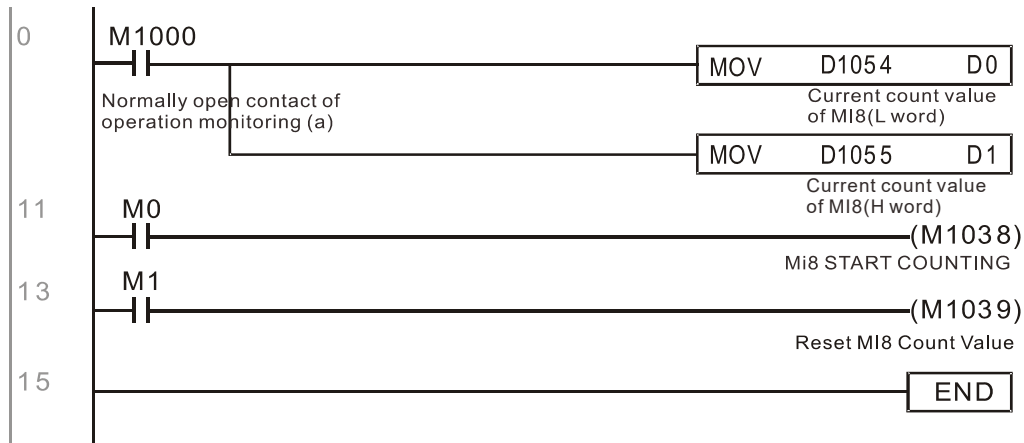 0
M1000
MOV D1054 D0
Normally open contact of
operation monitoring (a)
Current count value
of MI8(L word)
MOV D1055 D1
Current count value
of MI8(H word)
11
M0
(M1038)
Mi8 START COUNTING
13
M1
(M1039)
Reset MI8 Count Value
15
END